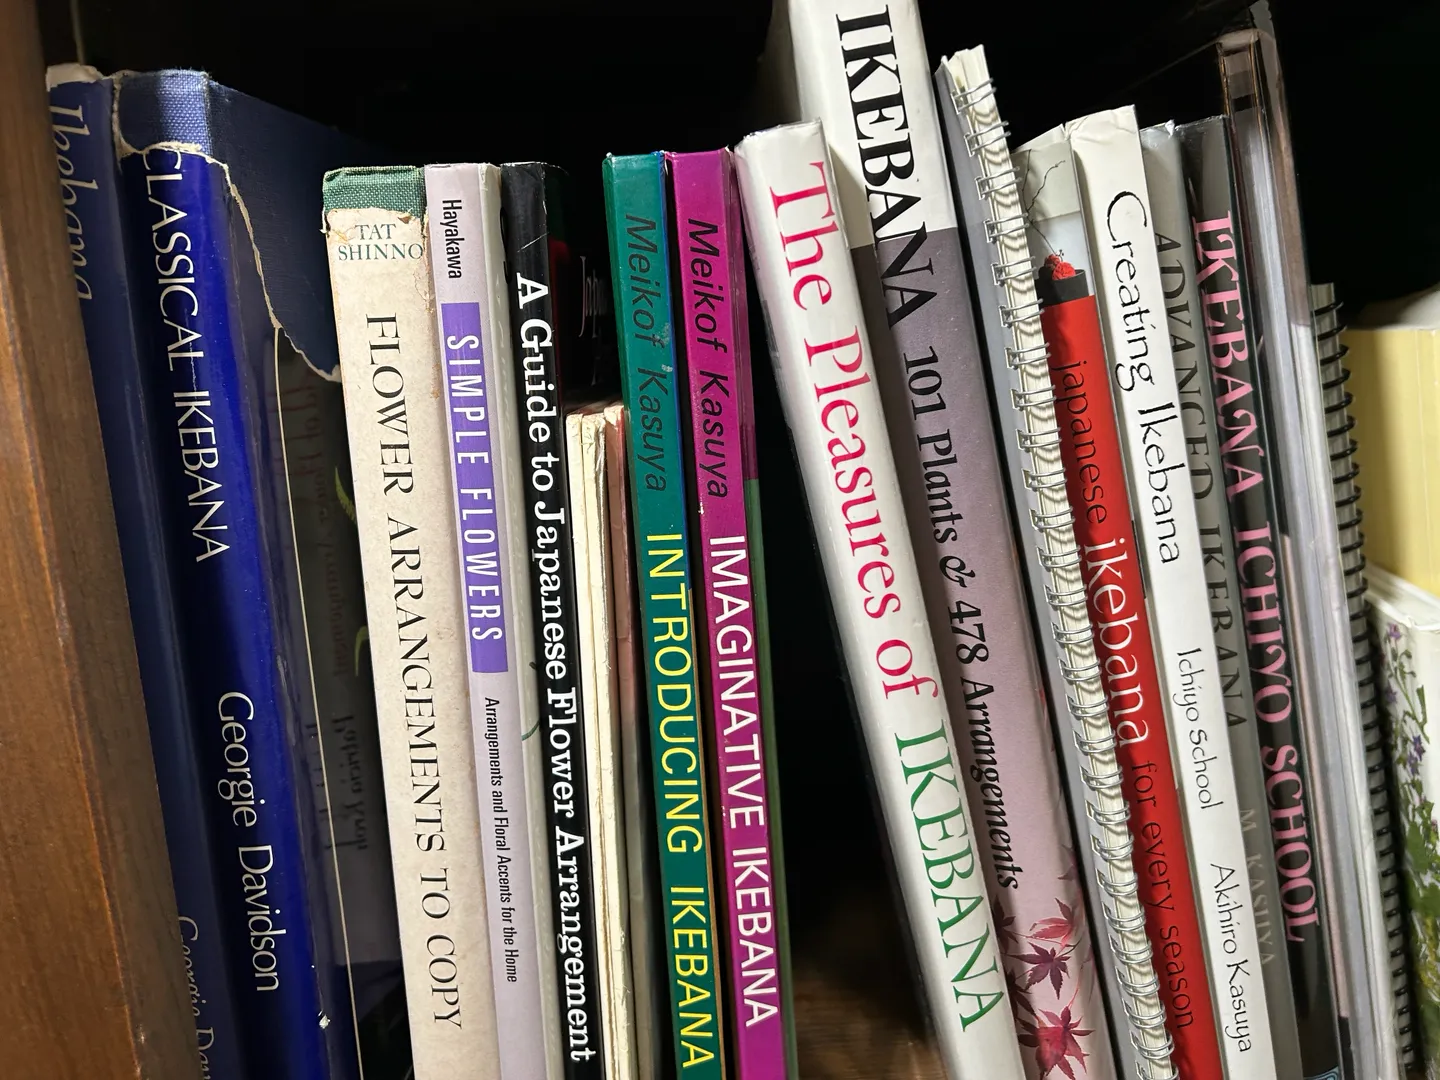 Ikebana
Georgie Dav
CLASSICAL IKEBANA
Georgie Davidson
TAT
SHINNO
FLOWER ARRANGEMENTS TO COPY
Hayakawa
SIMPLE FLOWERS
Arrangements and Floral Accents for the Home
A Guide to Japanese Flower Arrangement
Meikof Kasuya
INTRODUCING IKEBANA
Meikof Kasuya
IMAGINATIVE IKEBANA
The Pleasures of IKEBANA
IKEBANA 101 Plants & 478 Arrangements
japanese ikebana for every season
Creating Ikebana
Ichiyo School
Akihiro Kasuya
ADVANCED IKEBANA
M. KASUYA
IKEBANA ICHIYO SCHOOL